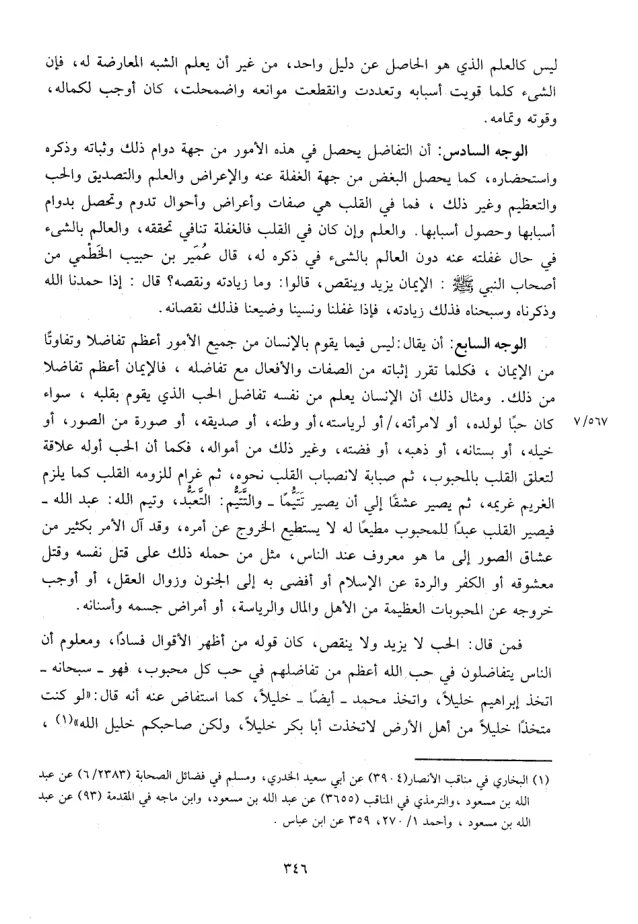 ليس كالعلم الذي هو الحاصل عن دليل واحد، من غير أن يعلم الشبه المعارضة له، فإن
الشيء كلما قويت أسبابه وتعددت وانقطعت موانعه واضمحلت، كان أوجب لكماله،
وقوته وتمامه.
الوجه السادس: أن التفاضل يحصل في هذه الأمور من جهة دوام ذلك وثباته وذكره
واستحضاره، كما يحصل البغض من جهة الغفلة عنه والإعراض والعلم والتصديق والحب
والتعظيم وغير ذلك ، فما في القلب هي صفات وأعراض وأحوال تدوم وتحصل بدوام
أسبابها وحصول أسبابها. والعلم وإن كان في القلب فالغفلة تنافي تحققه، والعالم بالشيء
في حال غفلته عنه دون العالم بالشيء في ذكره له، قال عُمَير بن حبيب الخَطْمي من
أصحاب النبي ﷺ : الإيمان يزيد وينقص، قالوا: وما زيادته ونقصه؟ قال : إذا حمدنا الله
وذكرناه وسبحناه فذلك زيادته، فإذا غفلنا ونسينا وضيعنا فذلك نقصانه.
الوجه السابع: أن يقال: ليس فيما يقوم بالإنسان من جميع الأمور أعظم تفاضلا وتفاوتًا
من الإيمان ، فكلما تقرر إثباته من الصفات والأفعال مع تفاضله ، فالإيمان أعظم تفاضلا
من ذلك. ومثال ذلك أن الإنسان يعلم من نفسه تفاضل الحب الذي يقوم بقلبه ، سواء
كان حبًا لولده، أو لامرأته،/ أو لرياسته،أو وطنه، أو صديقه، أو صورة من الصور، أو
٧/٥٦٧
خيله، أو بستانه، أو ذهبه، أو فضته، وغير ذلك من أمواله، فكما أن الحب أوله علاقة
لتعلق القلب بالمحبوب، ثم صبابة لانصباب القلب نحوه، ثم غرام للزومه القلب كما يلزم
الغريم غريمه، ثم يصير عشقًا إلي أن يصير تَتَيُّمًا ـ والتَّتَيُّم: التَّعَبُّد، وتيم الله: عبد الله ـ
فيصير القلب عبدًا للمحبوب مطيعًا له لا يستطيع الخروج عن أمره، وقد آل الأمر بكثير من
عشاق الصور إلى ما هو معروف عند الناس، مثل من حمله ذلك على قتل نفسه وقتل
معشوقه أو الكفر والردة عن الإسلام أو أفضى به إلى الجنون وزوال العقل، أو أوجب
خروجه عن المحبوبات العظيمة من الأهل والمال والرياسة، أو أمراض جسمه وأسنانه.
فمن قال: الحب لا يزيد ولا ينقص، كان قوله من أظهر الأقوال فسادًا، ومعلوم أن
الناس يتفاضلون في حب الله أعظم من تفاضلهم في حب كل محبوب، فهو ـ سبحانه ـ
اتخذ إبراهيم خليلاً، واتخذ محمد ـ أيضًا ـ خليلاً، كما استفاض عنه أنه قال:«لو كنت
متخذًا خليلاً من أهل الأرض لاتخذت أبا بكر خليلاً، ولكن صاحبكم خليل الله»(١) ،
(١) البخاري في مناقب الأنصار(٣٩٠٤) عن أبي سعيد الخدري، ومسلم في فضائل الصحابة (٦/٢٣٨٣) عن عبد
الله بن مسعود ،والترمذي في المناقب (٣٦٥٥) عن عبد الله بن مسعود، وابن ماجه في المقدمة (٩٣) عن عبد
الله بن مسعود ، وأحمد ١/ ٢٧٠، ٣٥٩ عن ابن عباس .
٣٤٦